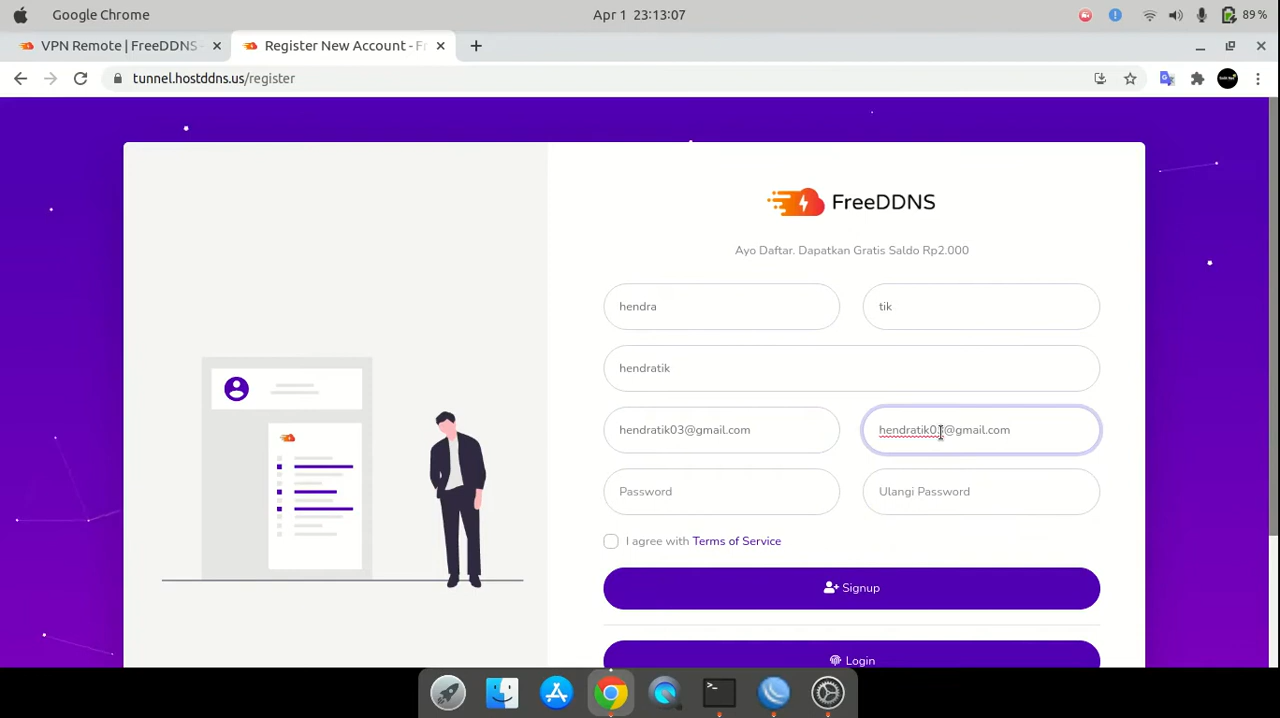 Google Chrome
Apr 1 23:13:07
89 %
VPN Remote | FreeDDNS -
Register New Account - Fr
tunnel.hostddns.us/register
FreeDDNS
Ayo Daftar. Dapatkan Gratis Saldo Rp2.000
hendra
tik
hendratik
hendratik03@gmail.com
hendratik03@gmail.com
Password
Ulangi Password
I agree with Terms of Service
Signup
Login